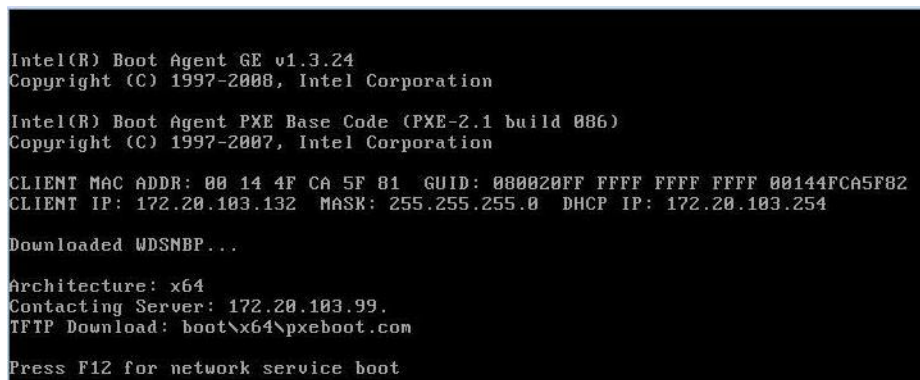 Intel(R) Boot Agent GE v1.3.24
Copyright (C) 1997-2008, Intel Corporation
Intel(R) Boot Agent PXE Base Code (PXE-2.1 build 086)
Copyright (C) 1997-2007, Intel Corporation
CLIENT MAC ADDR: 00 14 4F CA 5F 81  GUID: 080020FF FFFF FFFF FFFF 00144FCA5F82
CLIENT IP: 172.20.103.132  MASK: 255.255.255.0  DHCP IP: 172.20.103.254
Downloaded WDSNBP...
Architecture: x64
Contacting Server: 172.20.103.99.
TFTP Download: boot\x64\pxeboot.com
Press F12 for network service boot